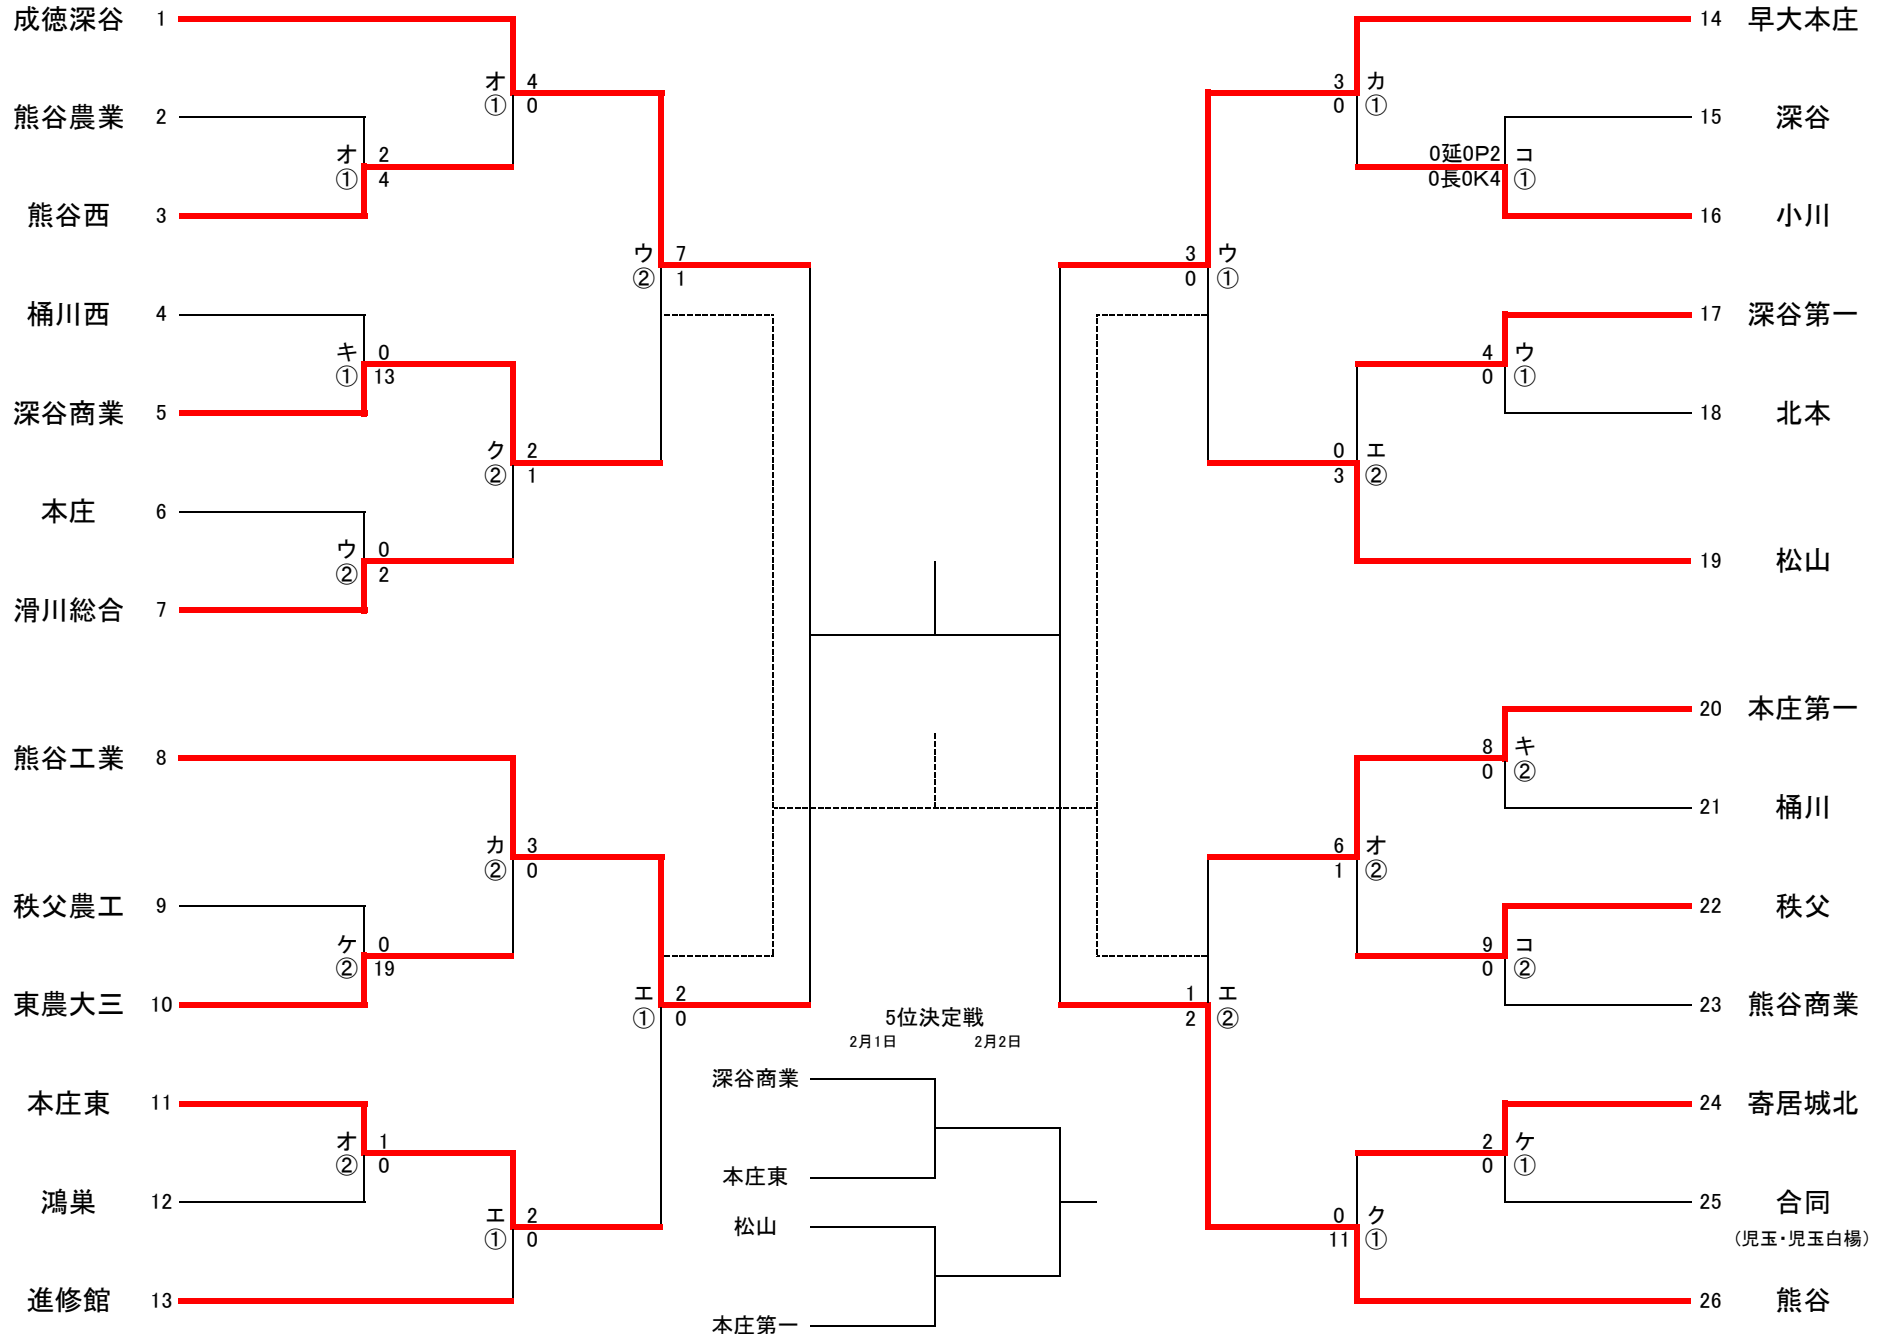 成徳深谷 1
オ 4
① 0
熊谷農業 2
オ 2
① 4
熊谷西 3
ウ 7
② 1
桶川西 4
キ 0
① 13
深谷商業 5
ク 2
② 1
本庄 6
ウ 0
② 2
滑川総合 7
熊谷工業 8
カ 3
② 0
秩父農工 9
ケ 0
② 19
東農大三 10
エ 2
① 0
本庄東 11
オ 1
② 0
鴻巣 12
エ 2
① 0
進修館 13
14 早大本庄
3 カ
0 ①
15 深谷
0延0P2 コ
0長0K4 ①
16 小川
3 ウ
0 ①
17 深谷第一
4 ウ
0 ①
18 北本
0 エ
3 ②
19 松山
20 本庄第一
8 キ
0 ②
21 桶川
6 オ
1 ②
22 秩父
9 コ
0 ②
23 熊谷商業
1 エ
2 ②
24 寄居城北
2 ケ
0 ①
25 合同
(児玉・児玉白楊)
0 ク
11 ①
26 熊谷
5位決定戦
2月1日 2月2日
深谷商業
本庄東
松山
本庄第一